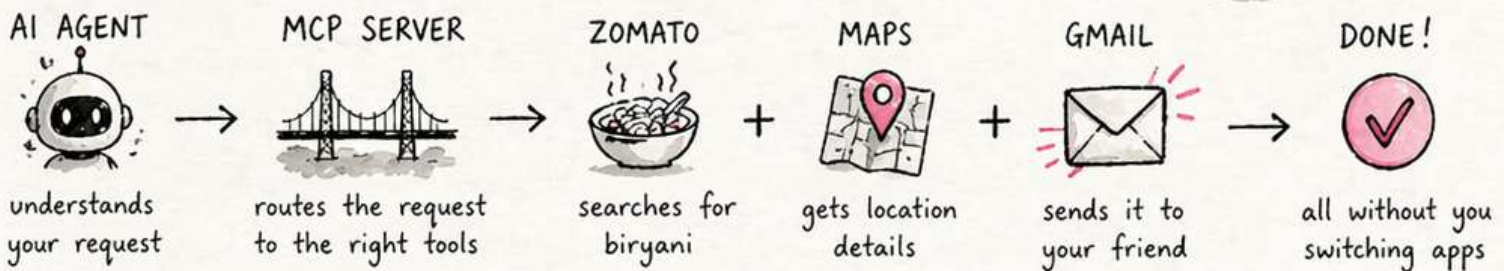 AI AGENT
understands
your request
MCP SERVER
routes the request
to the right tools
ZOMATO
searches for
biryani
+
MAPS
gets location
details
+
GMAIL
sends it to
your friend
DONE!
all without you
switching apps